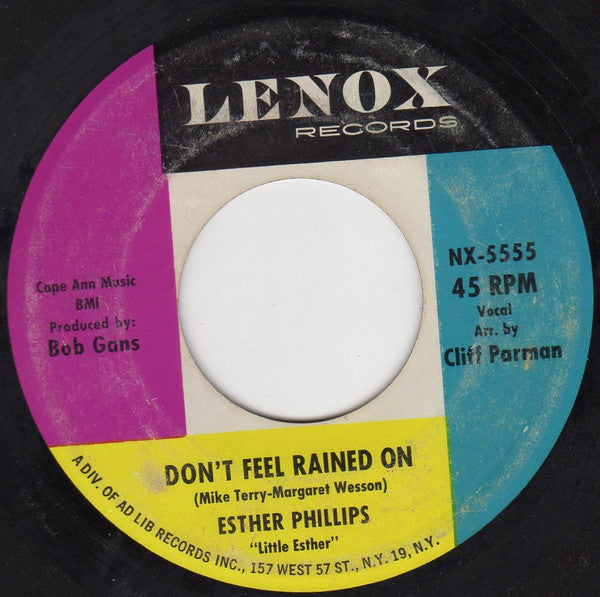 LENOX
RECORDS
Cape Ann Music
BMI
Produced by:
Bob Gans
NX-5555
45 RPM
Vocal
Arr. by
Cliff Parman
DON'T FEEL RAINED ON
(Mike Terry-Margaret Wesson)
ESTHER PHILLIPS
"Little Esther"
A DIV. OF AD LIB RECORDS INC., 157 WEST 57 ST., N.Y. 19, N.Y.